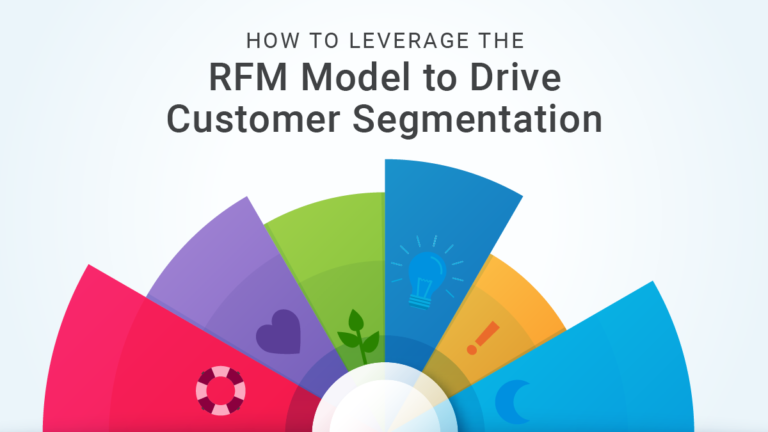 HOW TO LEVERAGE THE
RFM Model to Drive
Customer Segmentation